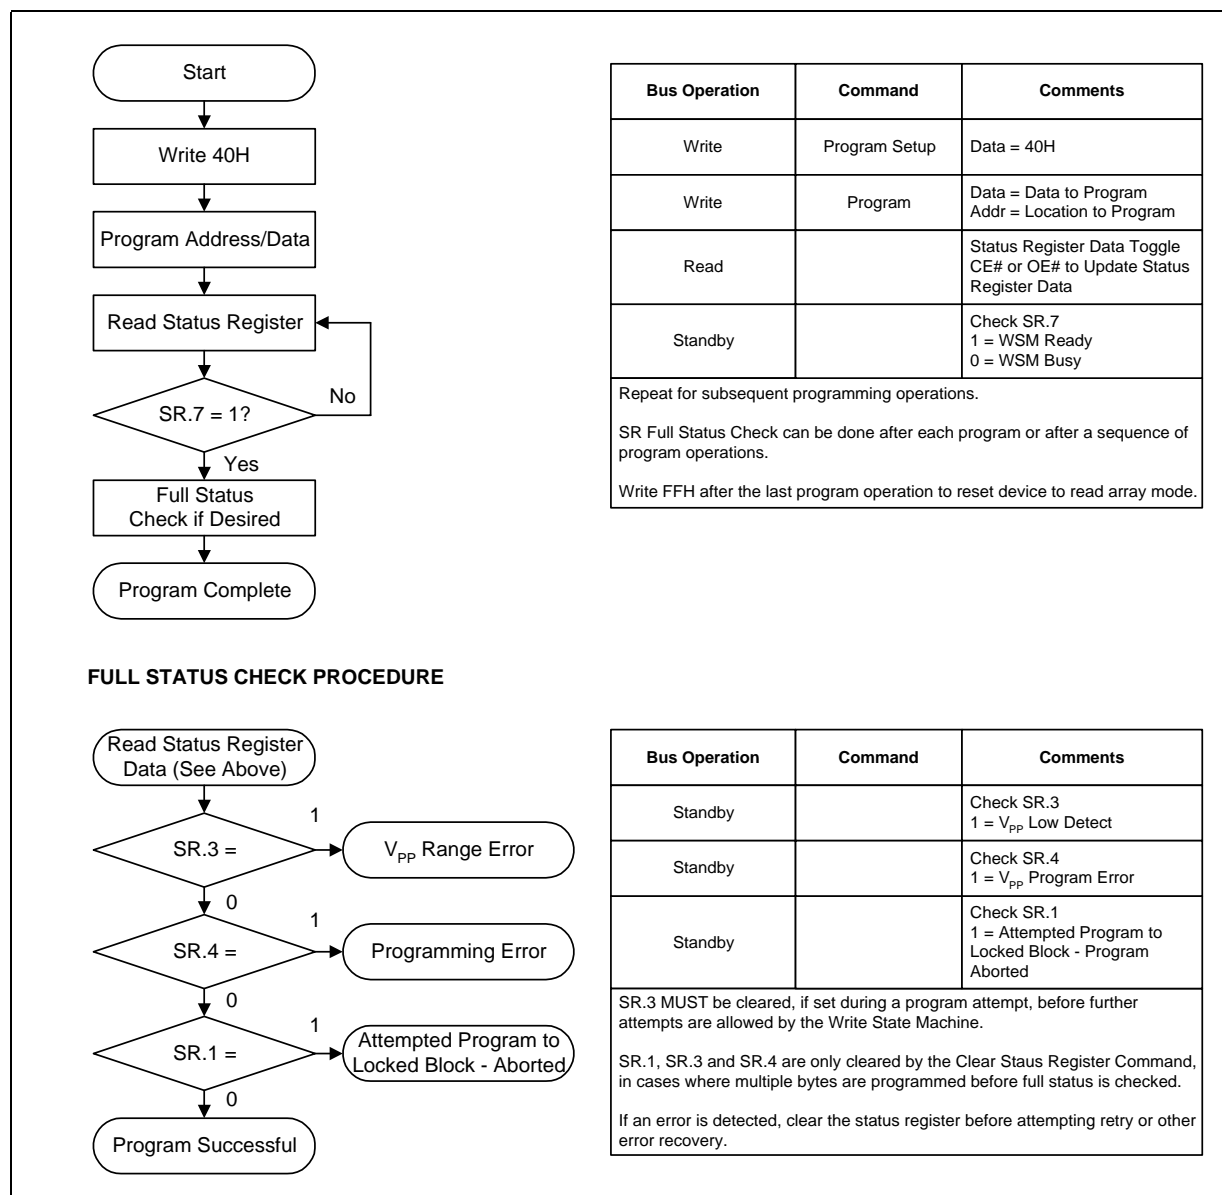 Start
Write 40H
Program Address/Data
Read Status Register
SR.7 = 1?
No
Yes
Full Status
Check if Desired
Program Complete
Bus Operation Command Comments
Write Program Setup Data = 40H
Write Program Data = Data to Program
Addr = Location to Program
Read Status Register Data Toggle
CE# or OE# to Update Status
Register Data
Standby Check SR.7
1 = WSM Ready
0 = WSM Busy
Repeat for subsequent programming operations.
SR Full Status Check can be done after each program or after a sequence of
program operations.
Write FFH after the last program operation to reset device to read array mode.
FULL STATUS CHECK PROCEDURE
Read Status Register
Data (See Above)
SR.3 =
1
VPP Range Error
0
SR.4 =
1
Programming Error
0
SR.1 =
1
Attempted Program to
Locked Block - Aborted
0
Program Successful
Bus Operation Command Comments
Standby Check SR.3
1 = VPP Low Detect
Standby Check SR.4
1 = VPP Program Error
Standby Check SR.1
1 = Attempted Program to
Locked Block - Program
Aborted
SR.3 MUST be cleared, if set during a program attempt, before further
attempts are allowed by the Write State Machine.
SR.1, SR.3 and SR.4 are only cleared by the Clear Staus Register Command,
in cases where multiple bytes are programmed before full status is checked.
If an error is detected, clear the status register before attempting retry or other
error recovery.